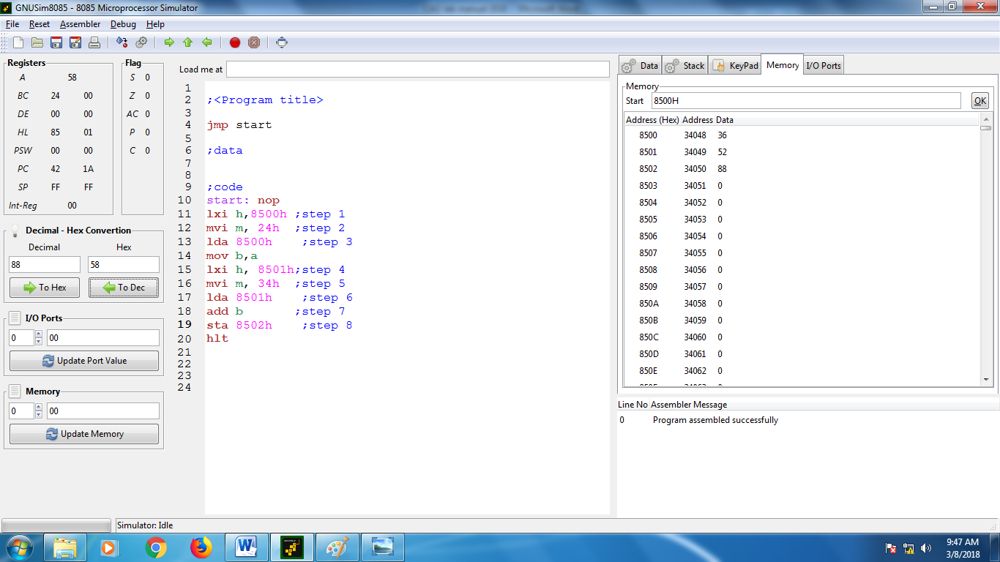 GNUSim8085 - 8085 Microprocessor Simulator
File Reset Assembler Debug Help
Registers
A 58
BC 24 00
DE 00 00
HL 85 01
PSW 00 00
PC 42 1A
SP FF FF
Int-Reg 00
Flag
S 0
Z 0
AC 0
P 0
C 0
Decimal - Hex Convertion
Decimal Hex
88 58
To Hex To Dec
I/O Ports
0 00
Update Port Value
Memory
0 00
Update Memory
Load me at
1
2 ;<Program title>
3
4 jmp start
5
6 ;data
7
8
9 ;code
10 start: nop
11 lxi h,8500h ;step 1
12 mvi m, 24h ;step 2
13 lda 8500h ;step 3
14 mov b,a
15 lxi h, 8501h;step 4
16 mvi m, 34h ;step 5
17 lda 8501h ;step 6
18 add b ;step 7
19 sta 8502h ;step 8
20 hlt
21
22
23
24
Data Stack KeyPad Memory I/O Ports
Memory
Start 8500H OK
Address (Hex) Address Data
8500 34048 36
8501 34049 52
8502 34050 88
8503 34051 0
8504 34052 0
8505 34053 0
8506 34054 0
8507 34055 0
8508 34056 0
8509 34057 0
850A 34058 0
850B 34059 0
850C 34060 0
850D 34061 0
850E 34062 0
Line No Assembler Message
0 Program assembled successfully
Simulator: Idle
9:47 AM
3/8/2018